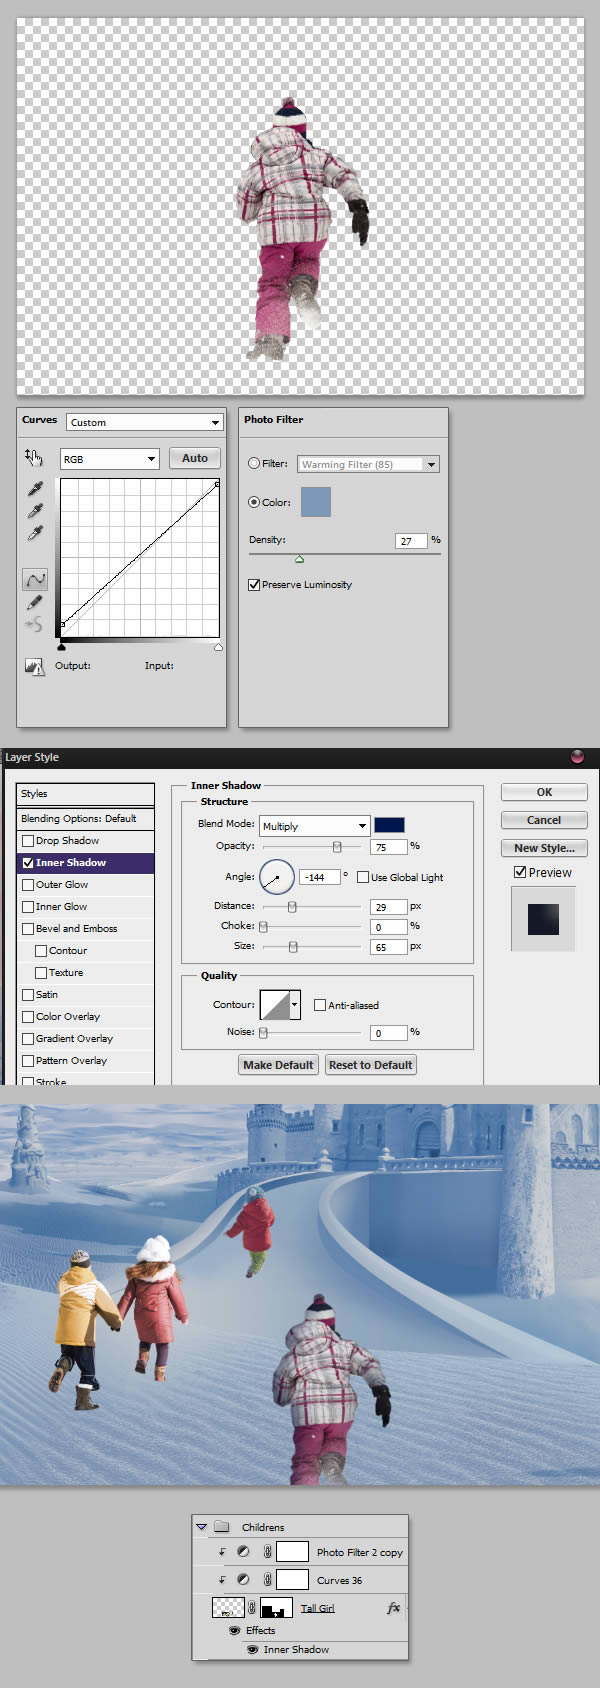 Curves Custom
RGB Auto
Output: Input:
Photo Filter
Filter: Warming Filter (85)
Color:
Density: 27 %
Preserve Luminosity
Layer Style
Styles
Blending Options: Default
Drop Shadow
Inner Shadow
Outer Glow
Inner Glow
Bevel and Emboss
Contour
Texture
Satin
Color Overlay
Gradient Overlay
Pattern Overlay
Stroke
Inner Shadow
Structure
Blend Mode: Multiply
Opacity: 75 %
Angle: -144 ° Use Global Light
Distance: 29 px
Choke: 0 %
Size: 65 px
Quality
Contour: Anti-aliased
Noise: 0 %
Make Default Reset to Default
OK
Cancel
New Style...
Preview
Childrens
Photo Filter 2 copy
Curves 36
Tall Girl fx
Effects
Inner Shadow